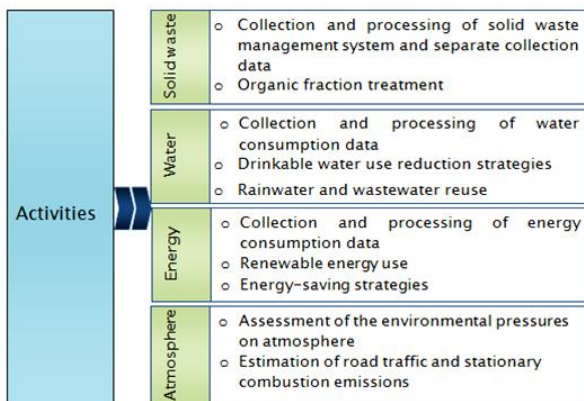 Activities
Solid waste
o Collection and processing of solid waste
management system and separate collection
data
o Organic fraction treatment
Water
o Collection and processing of water
consumption data
o Drinkable water use reduction strategies
o Rainwater and wastewater reuse
Energy
o Collection and processing of energy
consumption data
o Renewable energy use
o Energy-saving strategies
Atmosphere
o Assessment of the environmental pressures
on atmosphere
o Estimation of road traffic and stationary
combustion emissions